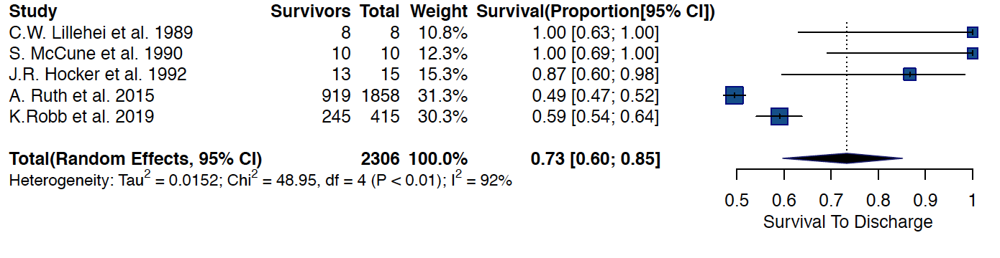 Study Survivors Total Weight Survival(Proportion[95% CI])
C.W. Lillehei et al. 1989 8 8 10.8% 1.00 [0.63; 1.00]
S. McCune et al. 1990 10 10 12.3% 1.00 [0.69; 1.00]
J.R. Hocker et al. 1992 13 15 15.3% 0.87 [0.60; 0.98]
A. Ruth et al. 2015 919 1858 31.3% 0.49 [0.47; 0.52]
K.Robb et al. 2019 245 415 30.3% 0.59 [0.54; 0.64]
Total(Random Effects, 95% CI) 2306 100.0% 0.73 [0.60; 0.85]
Heterogeneity: Tau² = 0.0152; Chi² = 48.95, df = 4 (P < 0.01); I² = 92%
0.5 0.6 0.7 0.8 0.9 1
Survival To Discharge